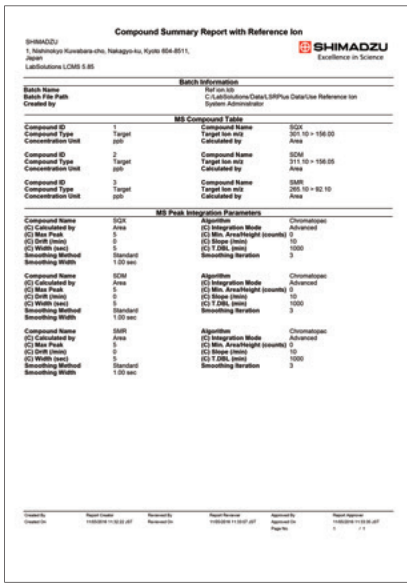 Compound Summary Report with Reference Ion
SHIMADZU
1, Nishinokyo Kuwabara-cho, Nakagyo-ku, Kyoto 604-8511,
Japan
LabSolutions LCMS 5.85
SHIMADZU
Excellence in Science
Batch Information
Batch Name Ref ion.lcb
Batch File Path C:/LabSolutions/Data/LSRPlus Data/Use Reference Ion
Created by System Administrator
MS Compound Table
Compound ID 1 Compound Name SQX
Compound Type Target Target Ion m/z 301.10 > 156.00
Concentration Unit ppb Calculated by Area
Compound ID 2 Compound Name SDM
Compound Type Target Target Ion m/z 311.10 > 156.05
Concentration Unit ppb Calculated by Area
Compound ID 3 Compound Name SMR
Compound Type Target Target Ion m/z 265.10 > 92.10
Concentration Unit ppb Calculated by Area
MS Peak Integration Parameters
Compound Name SQX Algorithm Chromatopac
(C) Calculated by Area (C) Integration Mode Advanced
(C) Max Peak 5 (C) Min. Area/Height (counts) 0
(C) Drift (/min) 0 (C) Slope (/min) 10
(C) Width (sec) 5 (C) T.DBL (min) 1000
Smoothing Method Standard Smoothing Iteration 3
Smoothing Width 1.00 sec
Compound Name SDM Algorithm Chromatopac
(C) Calculated by Area (C) Integration Mode Advanced
(C) Max Peak 5 (C) Min. Area/Height (counts) 0
(C) Drift (/min) 0 (C) Slope (/min) 10
(C) Width (sec) 5 (C) T.DBL (min) 1000
Smoothing Method Standard Smoothing Iteration 3
Smoothing Width 1.00 sec
Compound Name SMR Algorithm Chromatopac
(C) Calculated by Area (C) Integration Mode Advanced
(C) Max Peak 5 (C) Min. Area/Height (counts) 0
(C) Drift (/min) 0 (C) Slope (/min) 10
(C) Width (sec) 5 (C) T.DBL (min) 1000
Smoothing Method Standard Smoothing Iteration 3
Smoothing Width 1.00 sec
Created By Report Creator Reviewed By Report Reviewer Approved By Report Approver
Created On Reviewed On Approved On
Page No. 1 / 1